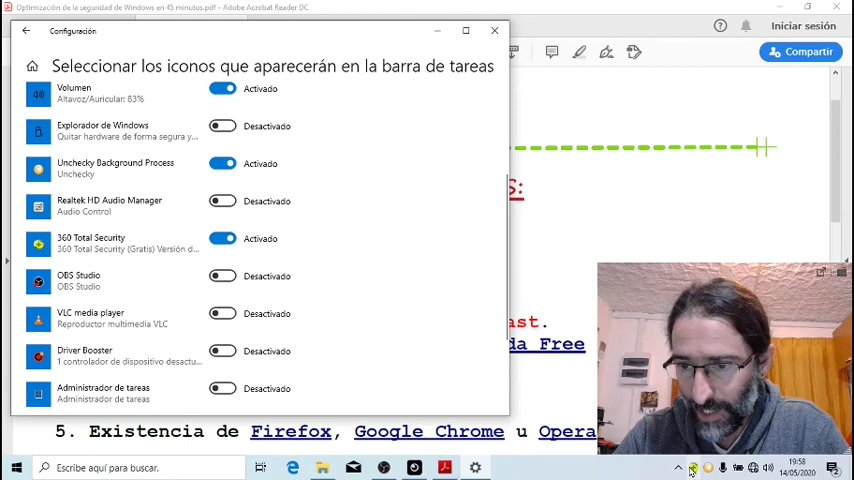 Optimización de la seguridad de Windows en 45 minutos.pdf - Adobe Acrobat Reader DC
Iniciar sesión
Compartir
Configuración
Seleccionar los iconos que aparecerán en la barra de tareas
Volumen
Altavoz/Auricular: 83%
Activado
Explorador de Windows
Quitar hardware de forma segura y...
Desactivado
Unchecky Background Process
Unchecky
Activado
Realtek HD Audio Manager
Audio Control
Desactivado
360 Total Security
360 Total Security (Gratis) Versión d...
Activado
OBS Studio
OBS Studio
Desactivado
VLC media player
Reproductor multimedia VLC
Desactivado
Driver Booster
1 controlador de dispositivo desactu...
Desactivado
Administrador de tareas
Administrador de tareas
Desactivado
S:
ast.
da Free
5. Existencia de Firefox, Google Chrome u Opera
Escribe aquí para buscar.
19:58
14/05/2020
2